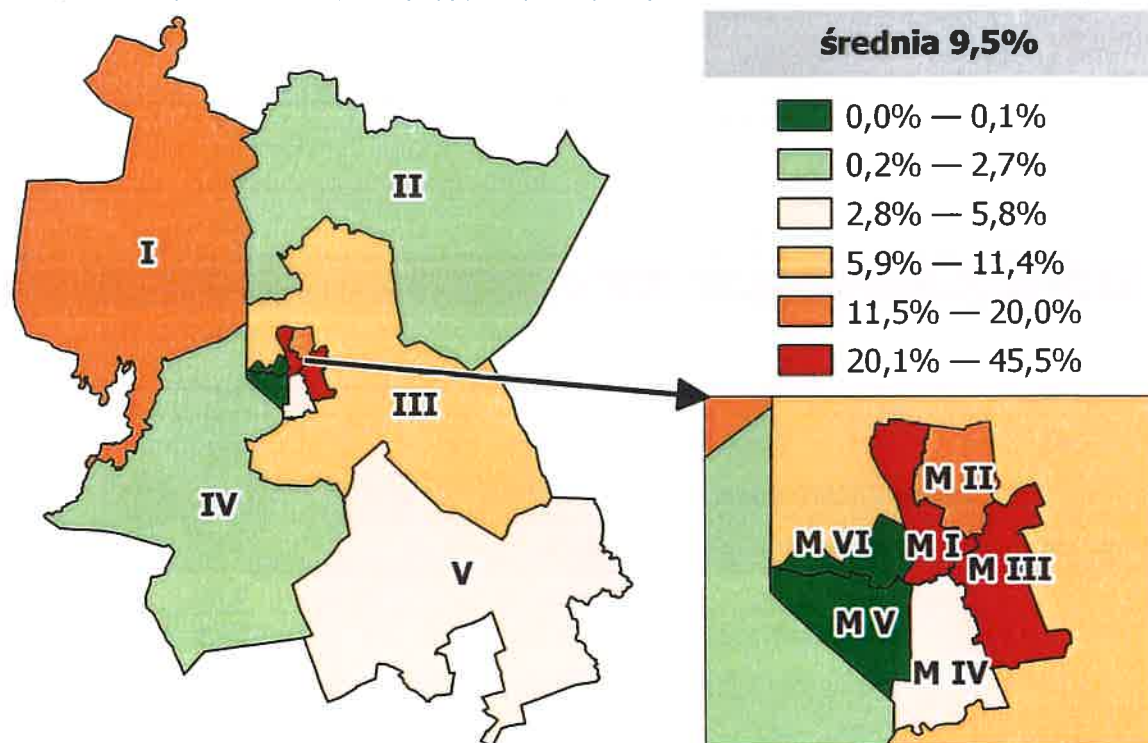 średnia 9,5%
0,0% — 0,1%
0,2% — 2,7%
2,8% — 5,8%
5,9% — 11,4%
11,5% — 20,0%
20,1% — 45,5%
I
II
III
IV
V
M II
M VI
M I
M III
M V
M IV